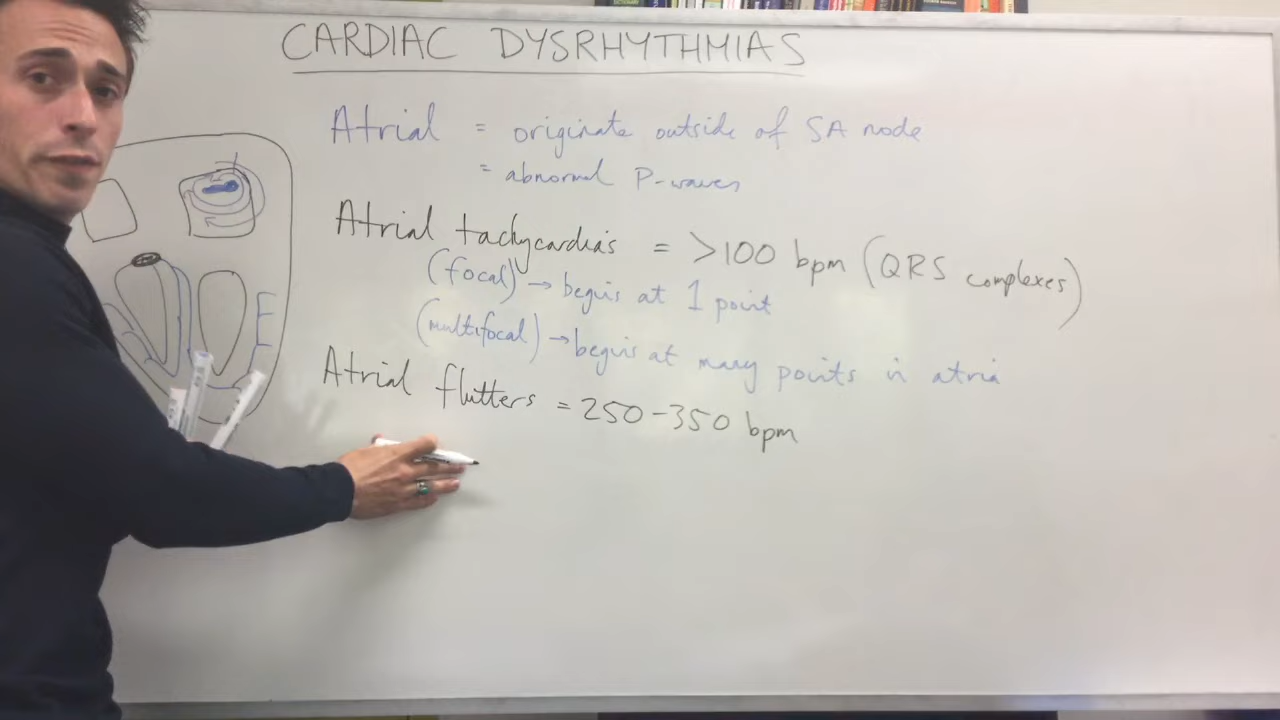 CARDIAC DYSRHYTHMIAS
Atrial = originate outside of SA node
= abnormal P-waves
Atrial tachycardias = >100 bpm (QRS complexes)
(focal) → begins at 1 point
(multifocal) → begins at many points in atria
Atrial flutters = 250-350 bpm